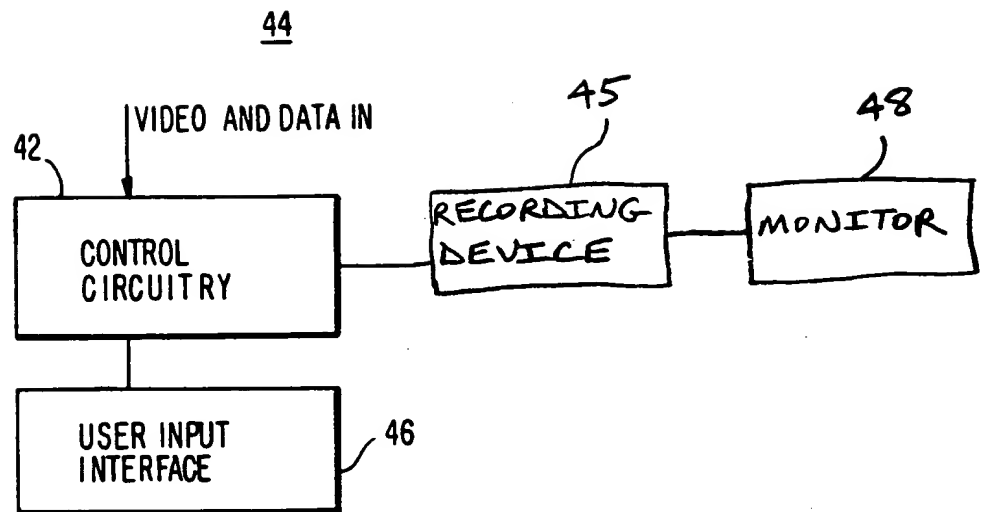 44
VIDEO AND DATA IN
42
45
48
CONTROL
CIRCUITRY
RECORDING
DEVICE
MONITOR
USER INPUT
INTERFACE
46